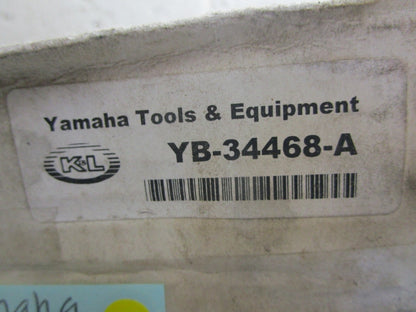 Yamaha Tools & Equipment
K&L
YB-34468-A